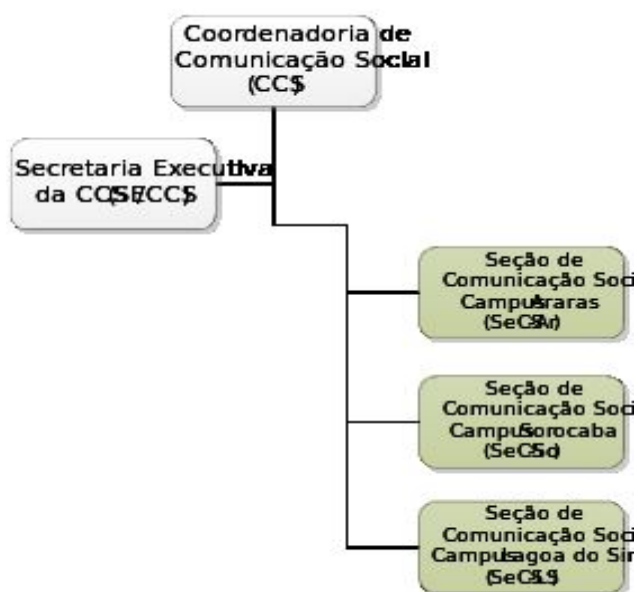 Coordenadoria de
Comunicação Social
(CCS)
Secretaria Executiva
da CCS (SE/CCS)
Seção de
Comunicação Soci
Campus Araras
(SeCS-Ar)
Seção de
Comunicação Soci
Campus Sorocaba
(SeCS-So)
Seção de
Comunicação Soci
Campus Lagoa do Sin
(SeCS-LS)